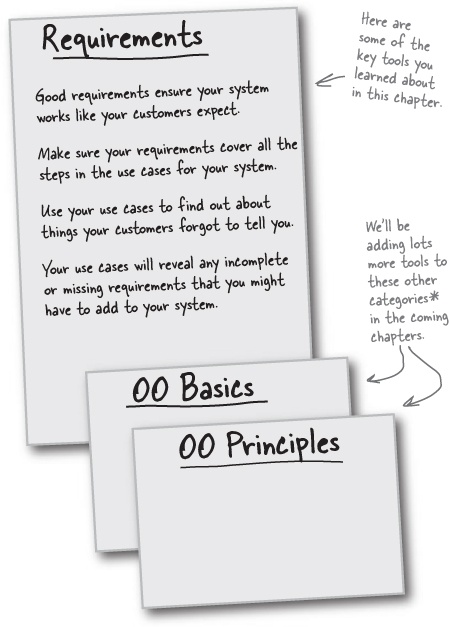 Requirements
Good requirements ensure your system
works like your customers expect.
Make sure your requirements cover all the
steps in the use cases for your system.
Use your use cases to find out about
things your customers forgot to tell you.
Your use cases will reveal any incomplete
or missing requirements that you might
have to add to your system.
Here are
some of the
key tools you
learned about
in this chapter.
We'll be
adding lots
more tools to
these other
categories*
in the coming
chapters.
OO Basics
OO Principles